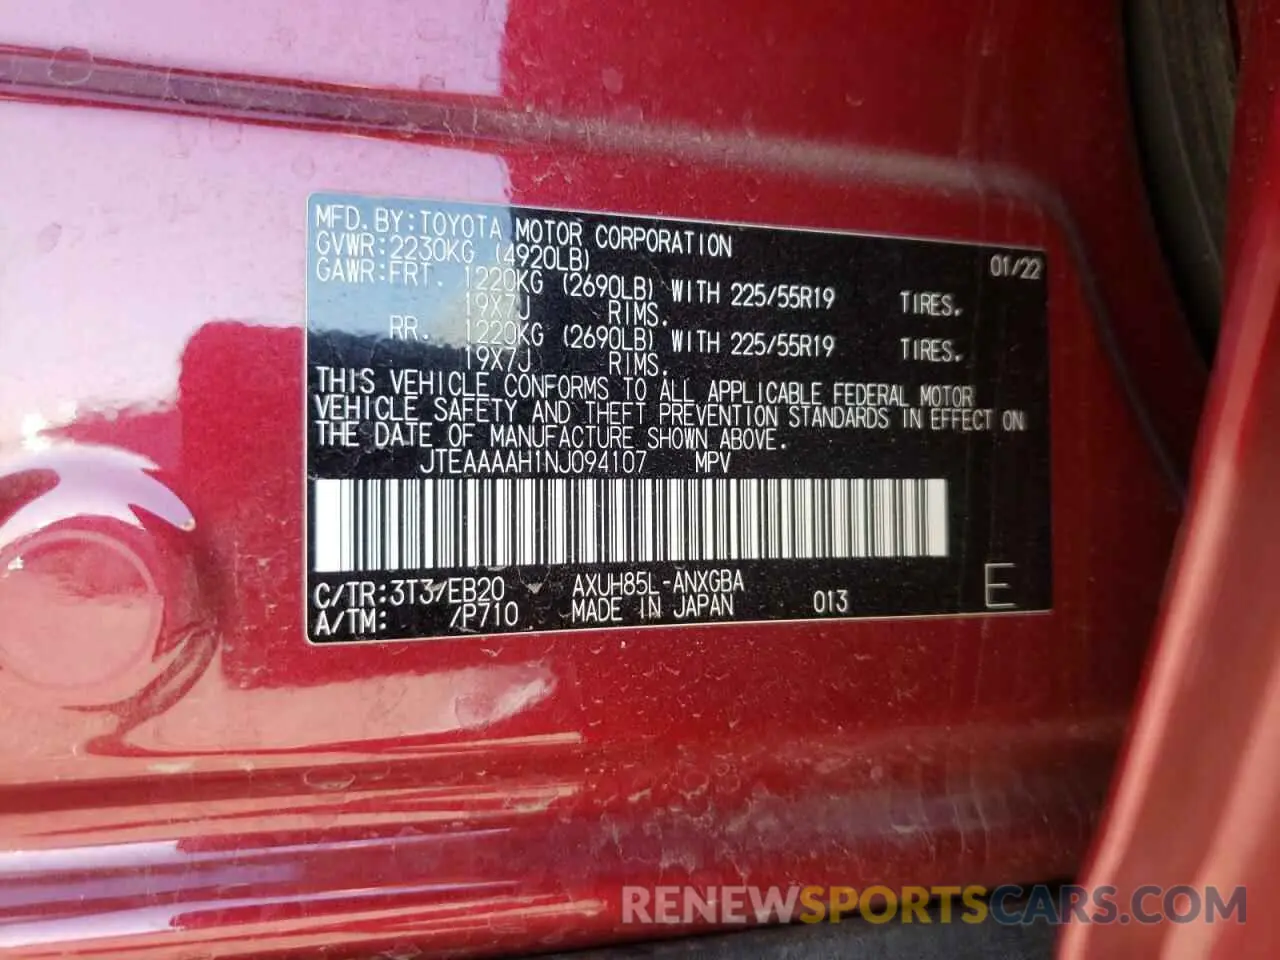 MFD.BY:TOYOTA MOTOR CORPORATION 01/22
GVWR:2230KG (4920LB)
GAWR:FRT. 1220KG (2690LB) WITH 225/55R19 TIRES.
19X7J RIMS.
RR. 1220KG (2690LB) WITH 225/55R19 TIRES.
19X7J RIMS.
THIS VEHICLE CONFORMS TO ALL APPLICABLE FEDERAL MOTOR
VEHICLE SAFETY AND THEFT PREVENTION STANDARDS IN EFFECT ON
THE DATE OF MANUFACTURE SHOWN ABOVE.
JTEAAAAH1NJ094107 MPV
C/TR:3T3/EB20 AXUH85L-ANXGBA
A/TM: /P710 MADE IN JAPAN 013 E
RENEWSPORTSCARS.COM